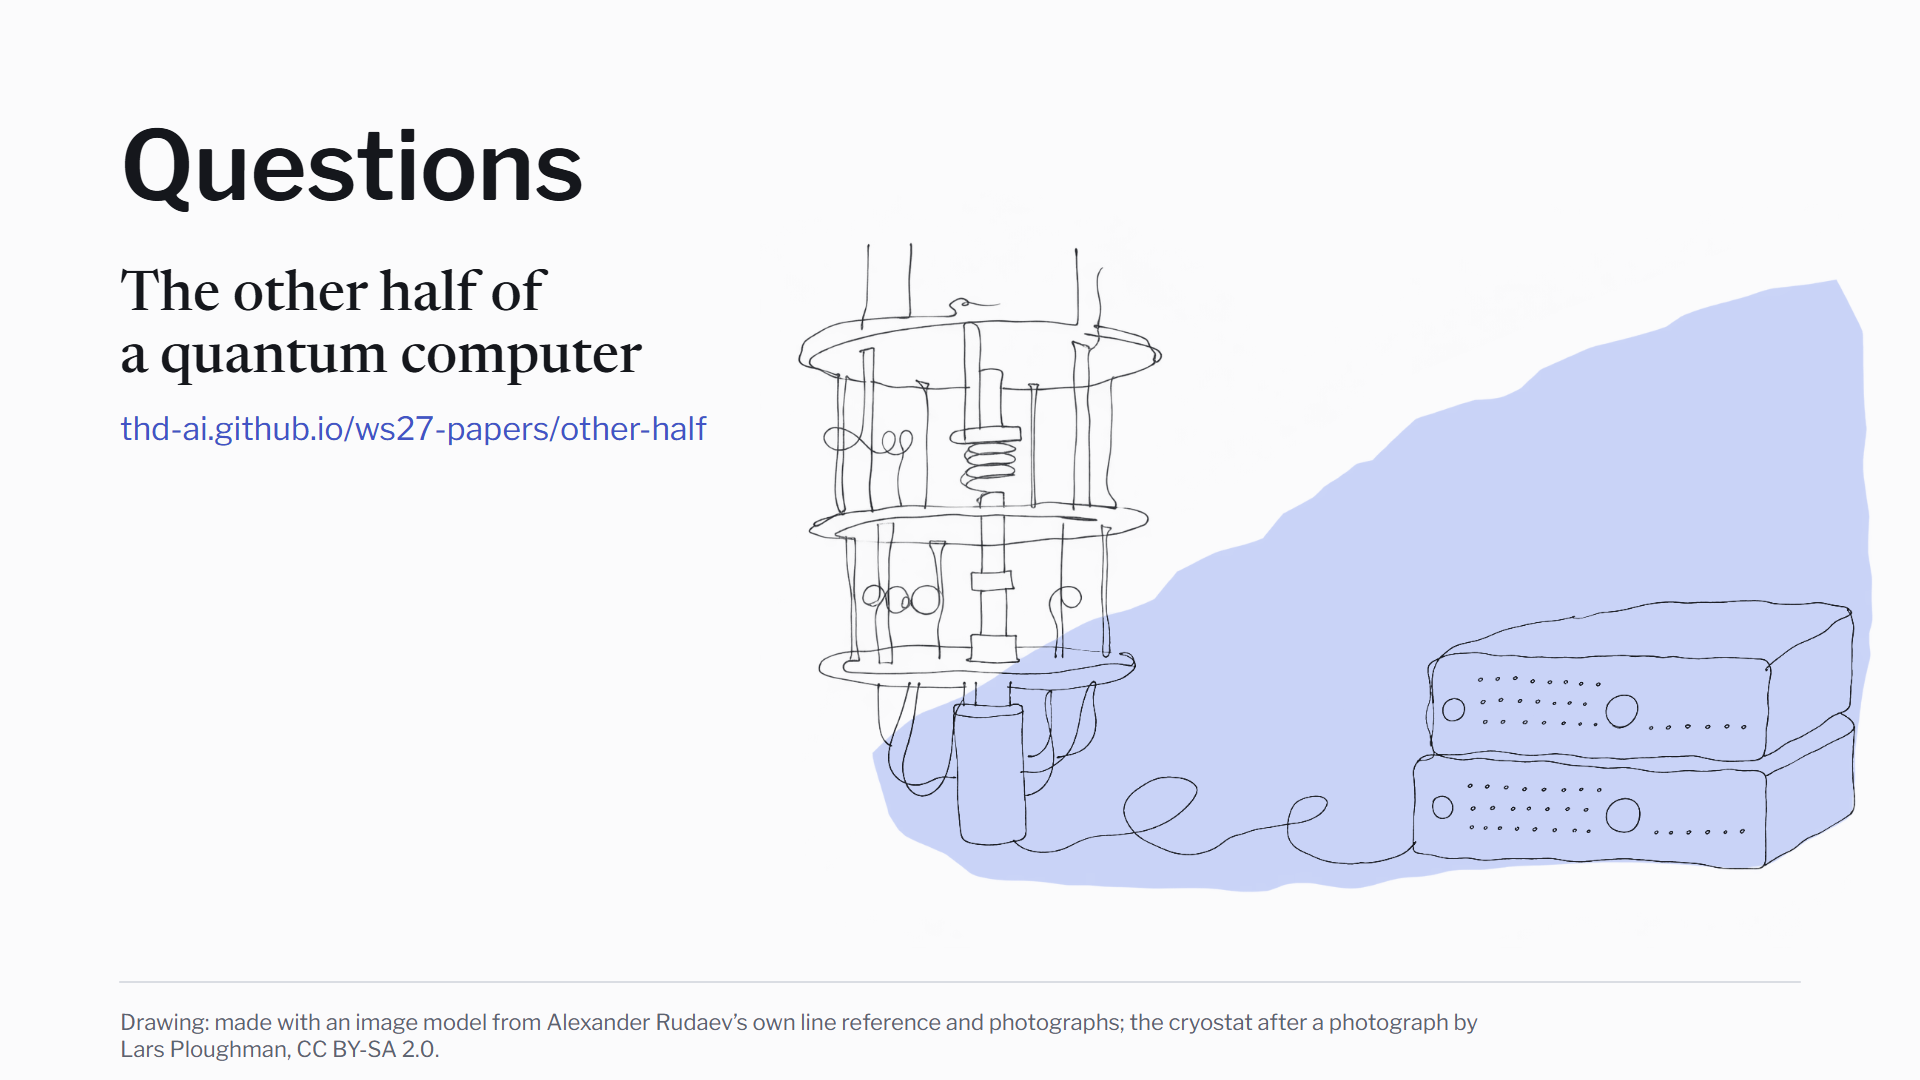 Questions
The other half of
a quantum computer
thd-ai.github.io/ws27-papers/other-half
Drawing: made with an image model from Alexander Rudaev’s own line reference and photographs; the cryostat after a photograph by
Lars Ploughman, CC BY-SA 2.0.